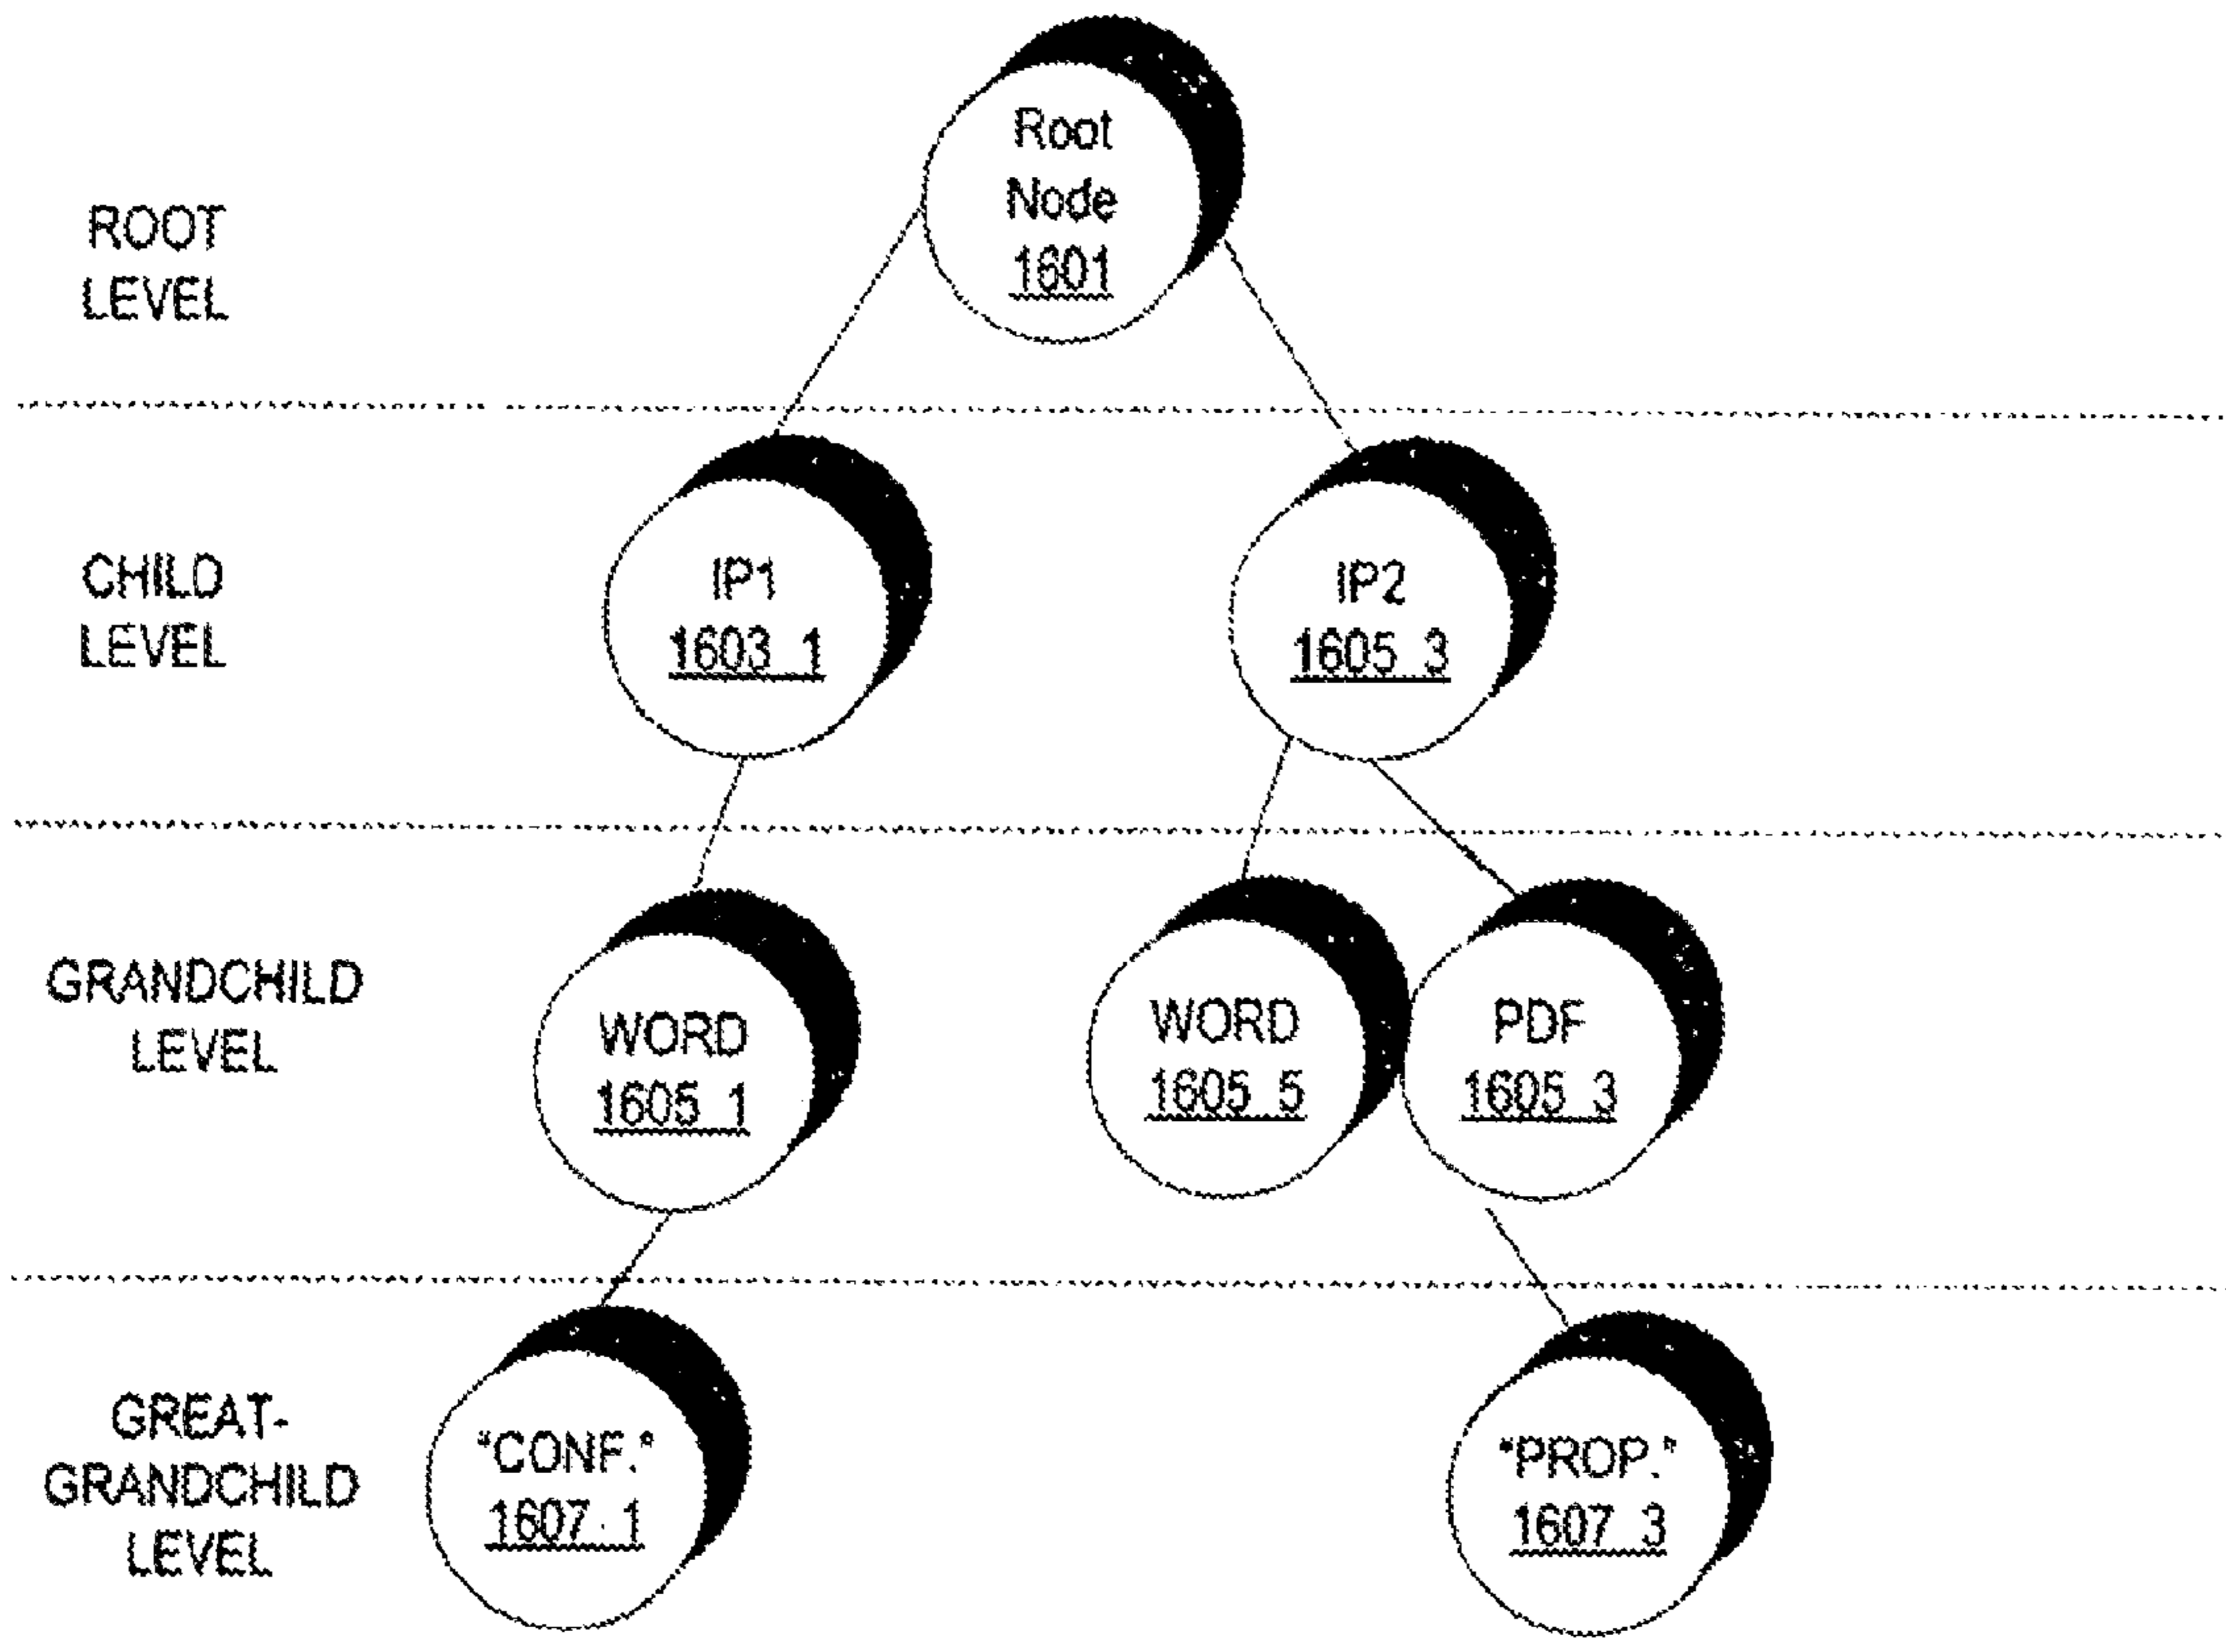 Root
Node
1601
ROOT
LEVEL
CHILD
LEVEL
IP1
1603_1
IP2
1605_3
GRANDCHILD
LEVEL
WORD
1605_1
WORD
1605_5
PDF
1605_3
GREAT-
GRANDCHILD
LEVEL
"CONF."
1607_1
"PROP."
1607_3